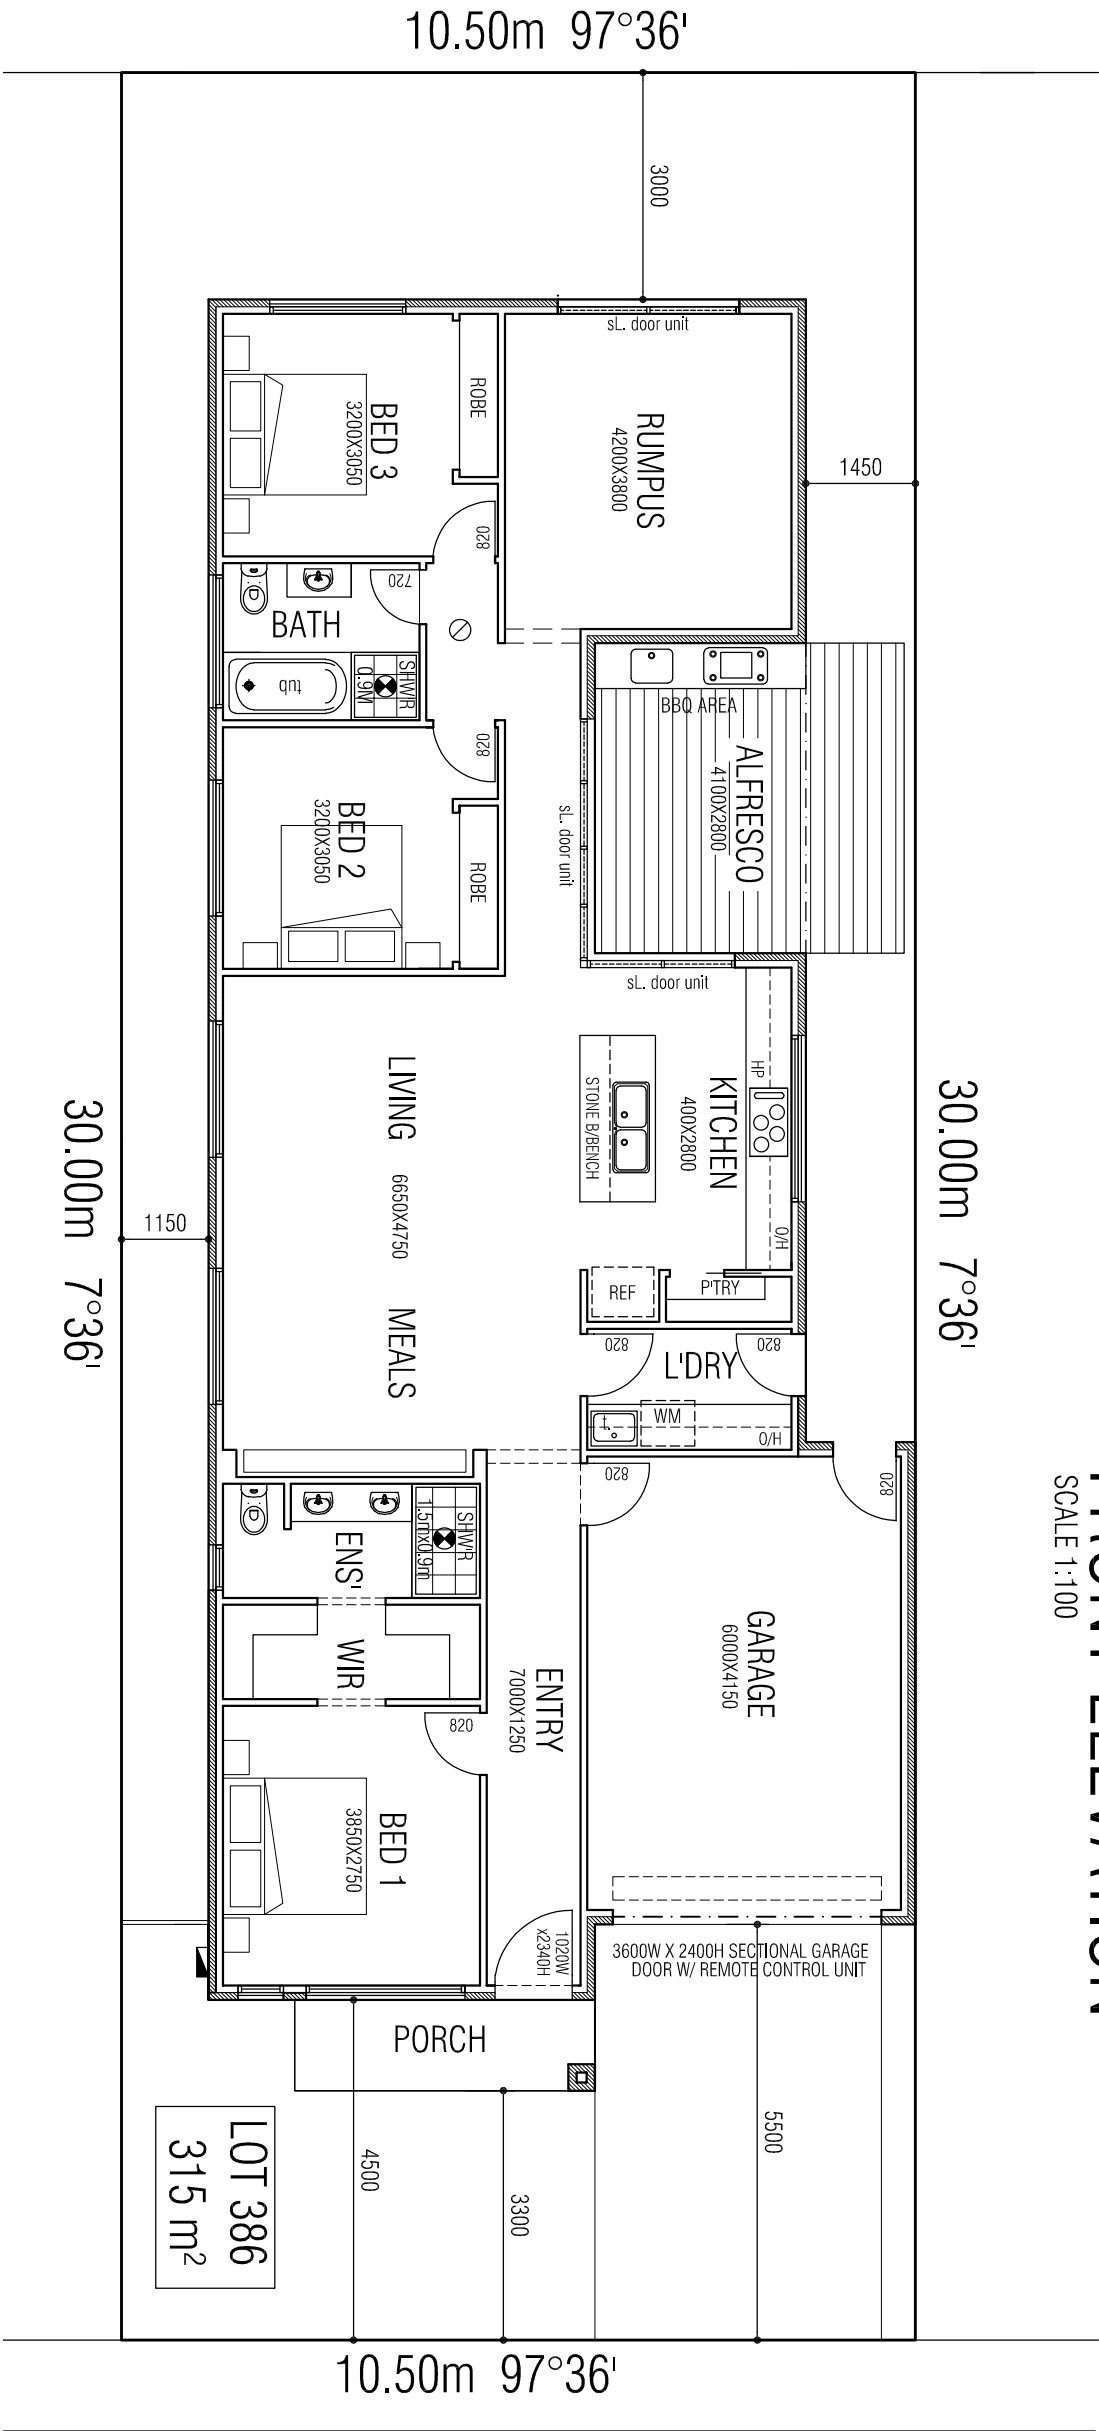 10.50m 97°36'
3000
sL. door unit
ROBE
BED 3
3200X3050
RUMPUS
4200X3800
1450
820
720
BATH
SHW'R
0.9M
tub
BBQ AREA
820
ALFRESCO
4100X2800
BED 2
3200X3050
ROBE
sL. door unit
sL. door unit
KITCHEN
400X2800
HP
STONE B/BENCH
O/H
LIVING
6650X4750
MEALS
30.00m 7°36'
30.00m 7°36'
1150
REF
P'TRY
820
820
L'DRY
WM
t
O/H
820
820
SHW'R
1.5mx0.9m
ENS'
WIR
GARAGE
6000X4150
ENTRY
7000X1250
820
BED 1
3850X2750
1020W
x2340H
3600W X 2400H SECTIONAL GARAGE
DOOR W/ REMOTE CONTROL UNIT
PORCH
5500
4500
3300
LOT 386
315 m²
10.50m 97°36'
FRONT ELEVATION
SCALE 1:100